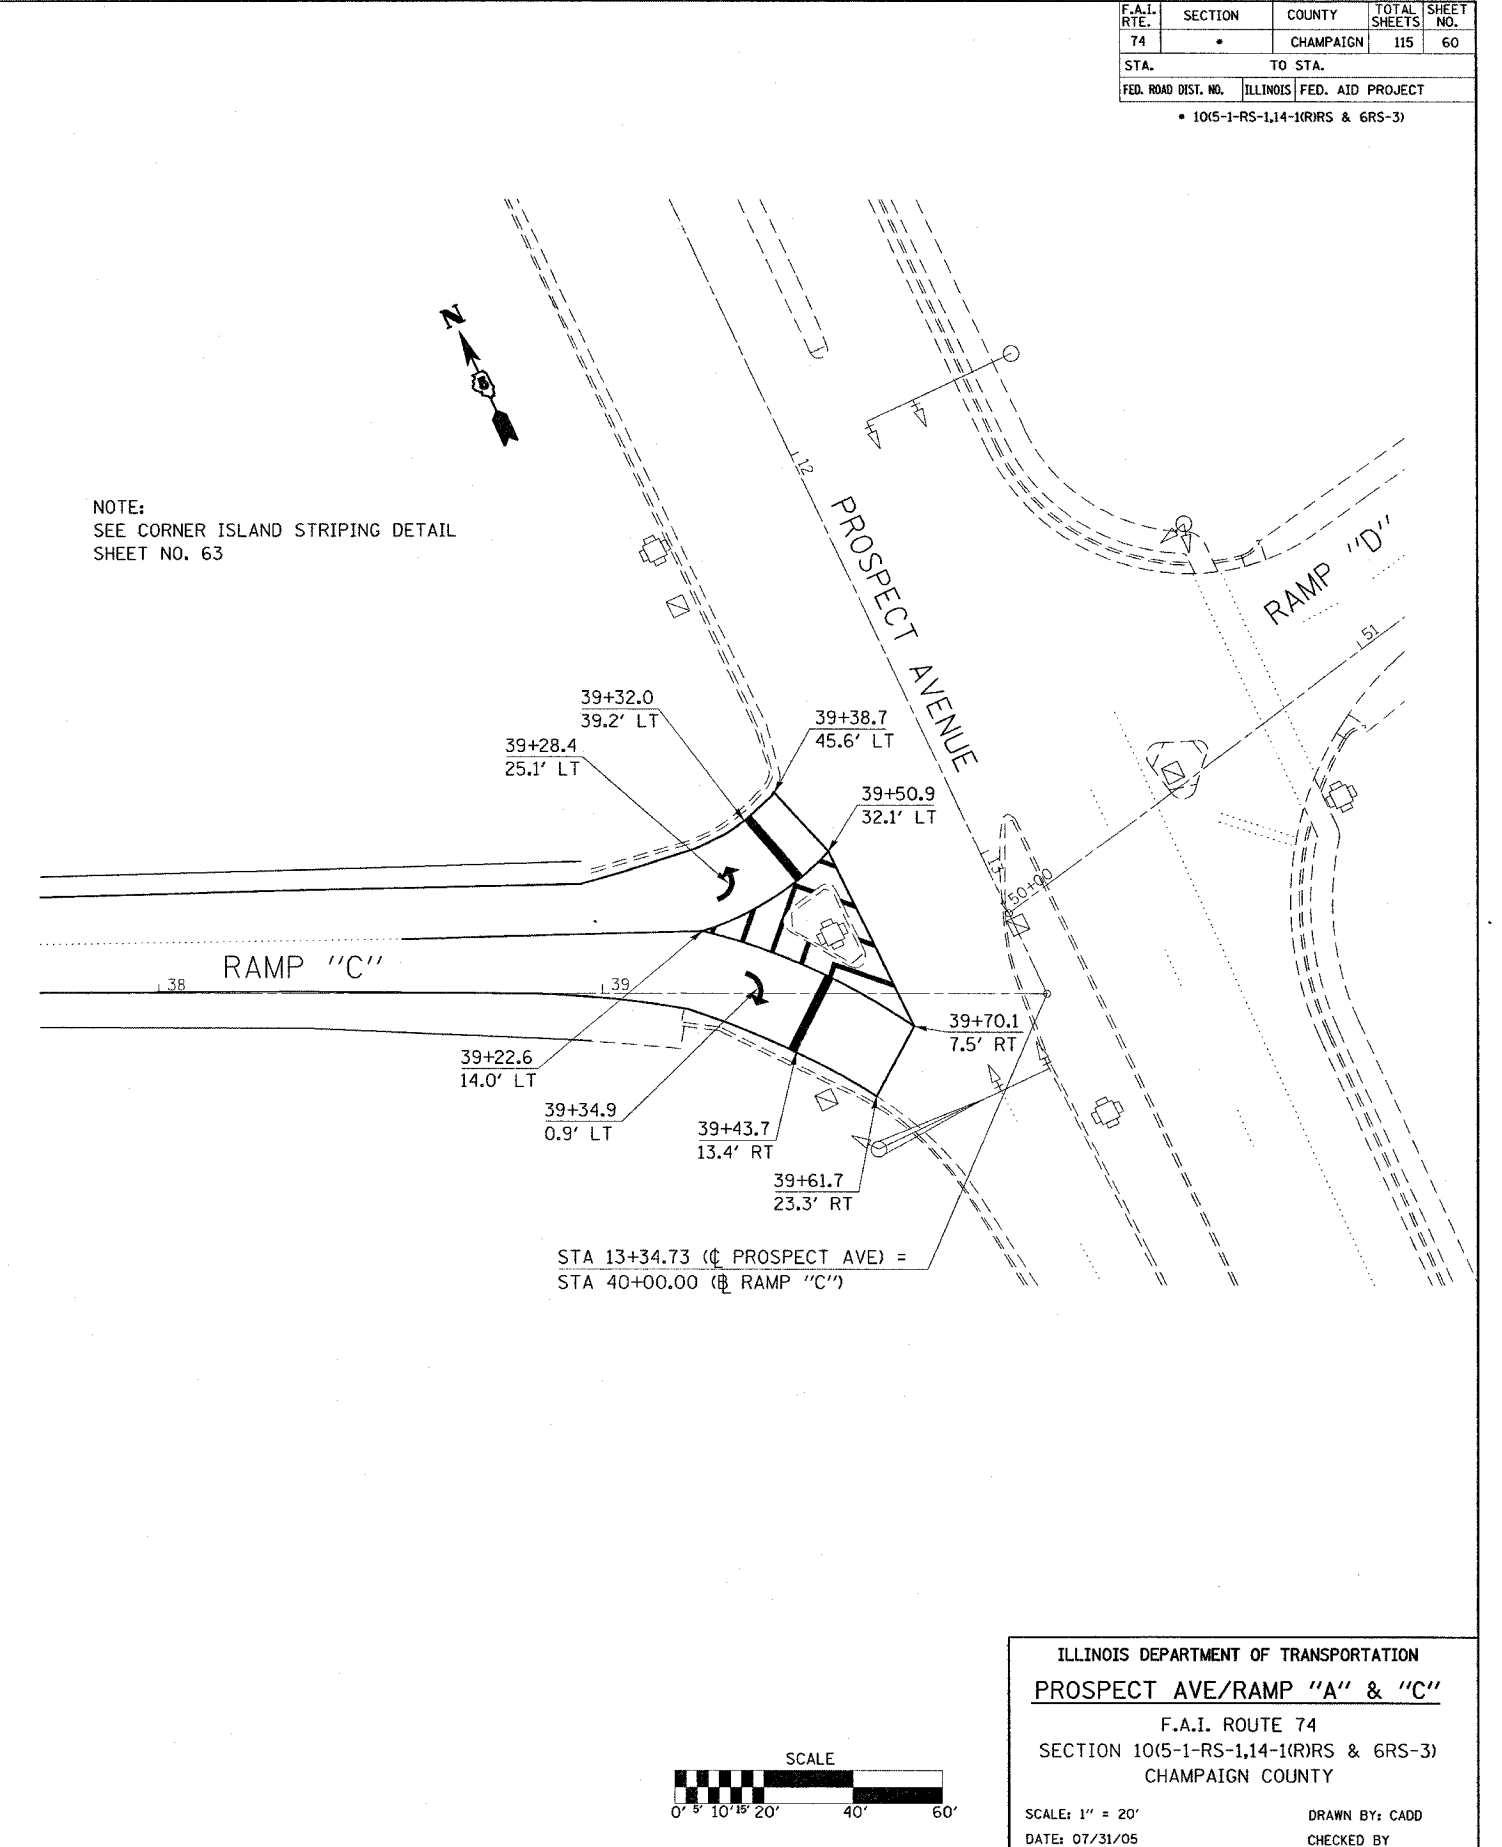 F.A.I. RTE. SECTION COUNTY TOTAL SHEETS SHEET NO.
74 • CHAMPAIGN 115 60
STA. TO STA.
FED. ROAD DIST. NO. ILLINOIS FED. AID PROJECT
• 10(5-1-RS-1,14-1(R)RS & 6RS-3)
N
5
12
NOTE:
SEE CORNER ISLAND STRIPING DETAIL
SHEET NO. 63
PROSPECT AVENUE
RAMP "D"
51
39+32.0
39.2' LT
39+38.7
45.6' LT
39+28.4
25.1' LT
39+50.9
32.1' LT
13
50+00
RAMP "C"
38
39
39+70.1
7.5' RT
39+22.6
14.0' LT
39+34.9
0.9' LT
39+43.7
13.4' RT
39+61.7
23.3' RT
STA 13+34.73 (℄ PROSPECT AVE) =
STA 40+00.00 (BL RAMP "C")
ILLINOIS DEPARTMENT OF TRANSPORTATION
PROSPECT AVE/RAMP "A" & "C"
F.A.I. ROUTE 74
SECTION 10(5-1-RS-1,14-1(R)RS & 6RS-3)
CHAMPAIGN COUNTY
SCALE: 1" = 20' DRAWN BY: CADD
DATE: 07/31/05 CHECKED BY
SCALE
0' 5' 10' 15' 20' 40' 60'